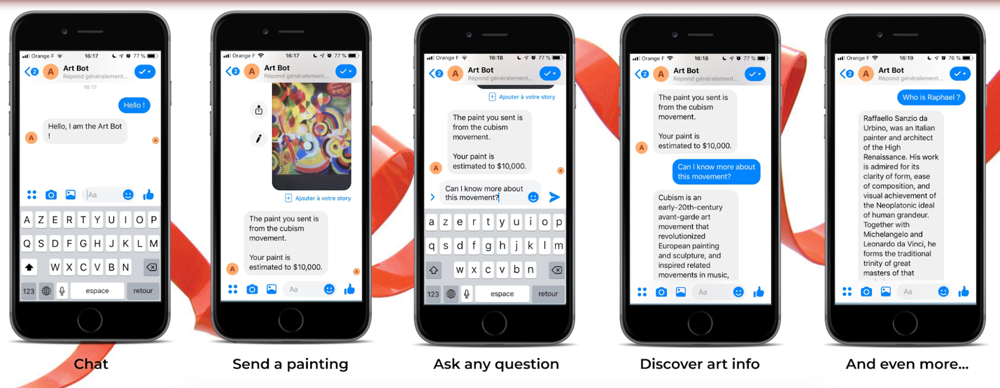 Orange F 16:17 77 %
2 A Art Bot
Répond généralement...
16:17
Hello !
Hello, I am the Art Bot
!
A
A
Aa
A Z E R T Y U I O P
Q S D F G H J K L M
W X C V B N
123 espace retour
Chat
Orange F 16:17 77 %
2 A Art Bot
Répond généralement...
Ajouter à votre story
The paint you sent is
from the cubism
movement.
Your paint is
estimated to $10,000.
A
A
Aa
Send a painting
Orange F 16:18 77 %
2 A Art Bot
Répond généralement...
Ajouter à votre story
The paint you sent is
from the cubism
movement.
Your paint is
estimated to $10,000.
A
A
Can I know more about
this movement?
a z e r t y u i o p
q s d f g h j k l m
w x c v b n
123 espace retour
Ask any question
Orange F 16:18 77 %
2 A Art Bot
Répond généralement...
The paint you sent is
from the cubism
movement.
Your paint is
estimated to $10,000.
A
Can I know more about
this movement?
Cubism is an
early-20th-century
avant-garde art
movement that
revolutionized
European painting
and sculpture, and
inspired related
movements in music,
Aa
Discover art info
Orange F 16:19 76 %
2 A Art Bot
Répond généralement...
Who is Raphael ?
Raffaello Sanzio da
Urbino, was an Italian
painter and architect
of the High
Renaissance. His work
is admired for its
clarity of form, ease
of composition, and
visual achievement of
the Neoplatonic ideal
of human grandeur.
Together with
Michelangelo and
Leonardo da Vinci, he
forms the traditional
trinity of great
masters of that
Aa
And even more...